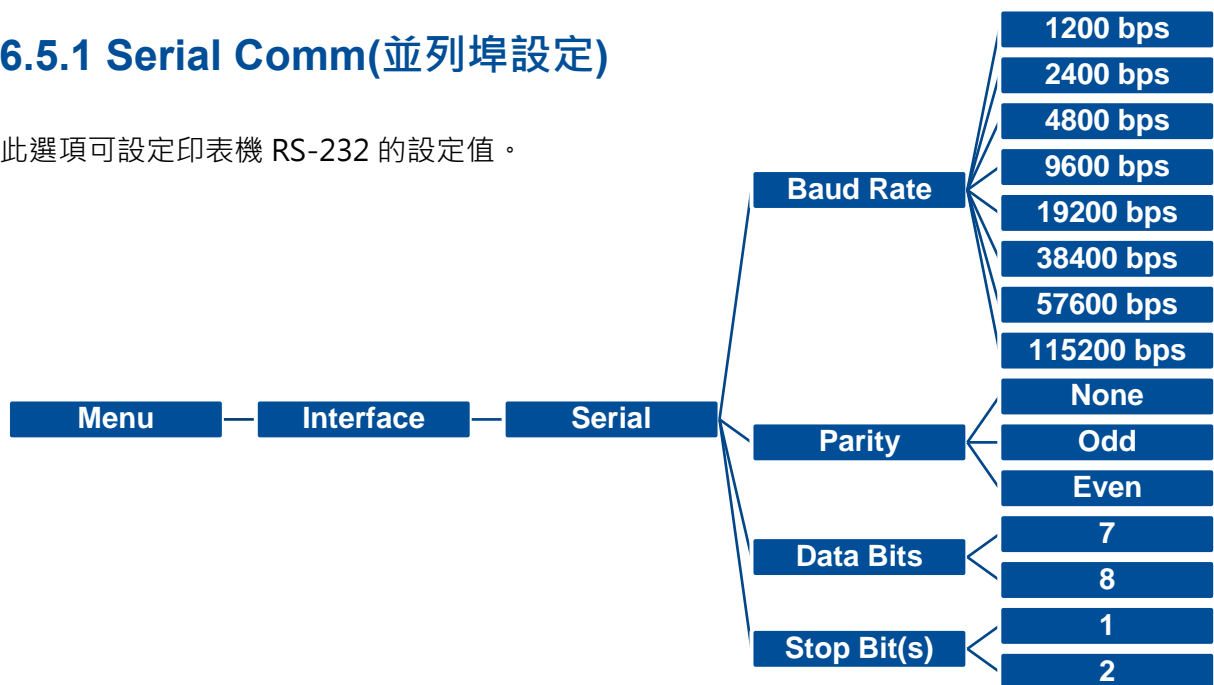 6.5.1 Serial Comm(並列埠設定)
此選項可設定印表機 RS-232 的設定值。
Menu
Interface
Serial
Baud Rate
1200 bps
2400 bps
4800 bps
9600 bps
19200 bps
38400 bps
57600 bps
115200 bps
Parity
None
Odd
Even
Data Bits
7
8
Stop Bit(s)
1
2